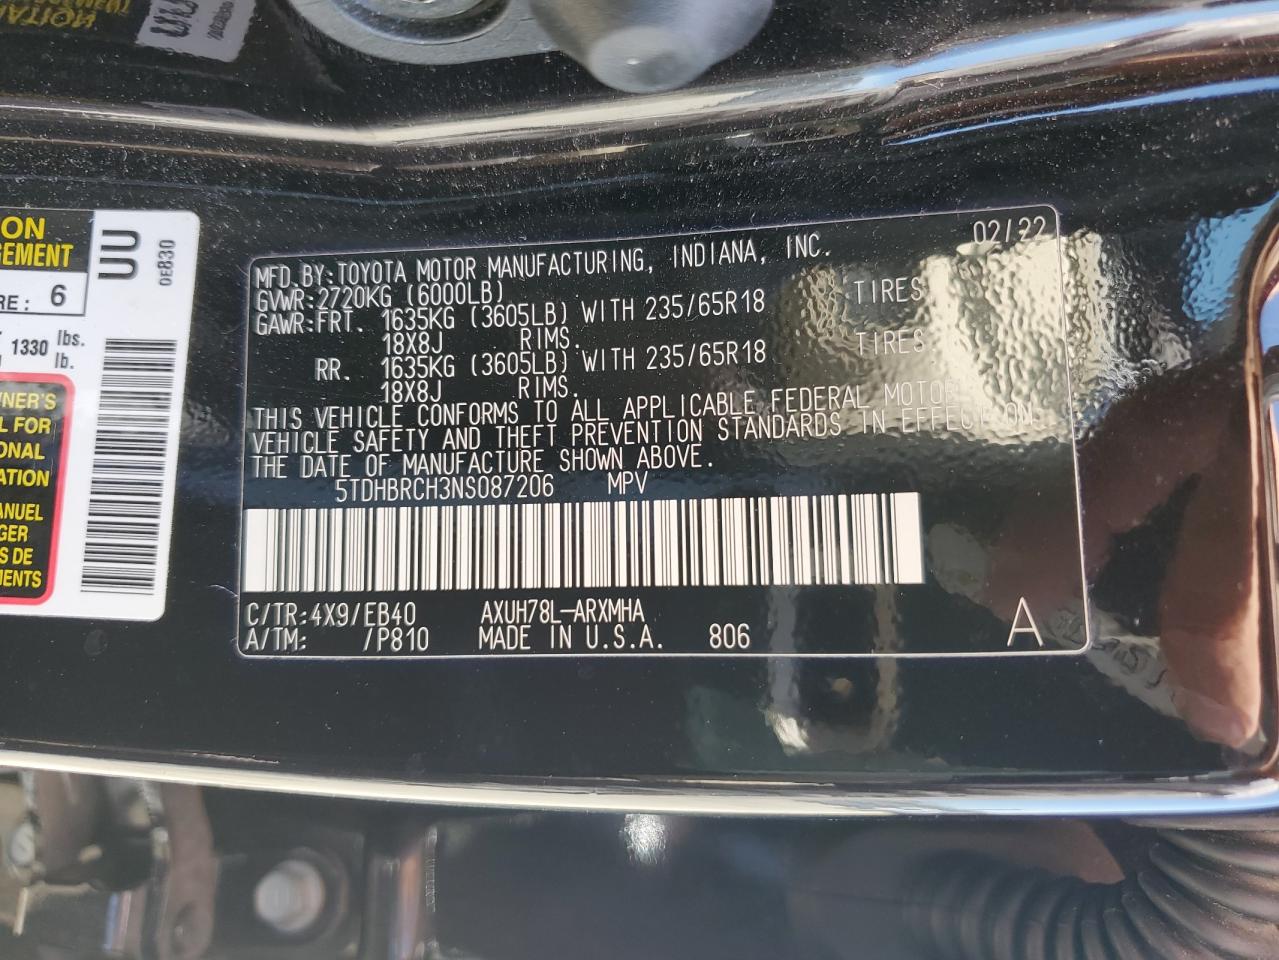 02/22
MFD.BY:TOYOTA MOTOR MANUFACTURING, INDIANA, INC.
GVWR:2720KG (6000LB)
GAWR:FRT. 1635KG (3605LB) WITH 235/65R18 TIRES
18X8J RIMS.
RR. 1635KG (3605LB) WITH 235/65R18 TIRES
18X8J RIMS.
THIS VEHICLE CONFORMS TO ALL APPLICABLE FEDERAL MOTOR
VEHICLE SAFETY AND THEFT PREVENTION STANDARDS IN EFFECT ON
THE DATE OF MANUFACTURE SHOWN ABOVE.
5TDHBRCH3NS087206 MPV
C/TR:4X9/EB40 AXUH78L-ARXMHA
A/TM: /P810 MADE IN U.S.A. 806 A
ON
GEMENT
RE: 6
1330 lbs.
lb.
WNER'S
L FOR
ONAL
ATION
ANUEL
GER
S DE
MENTS
UU
0E830